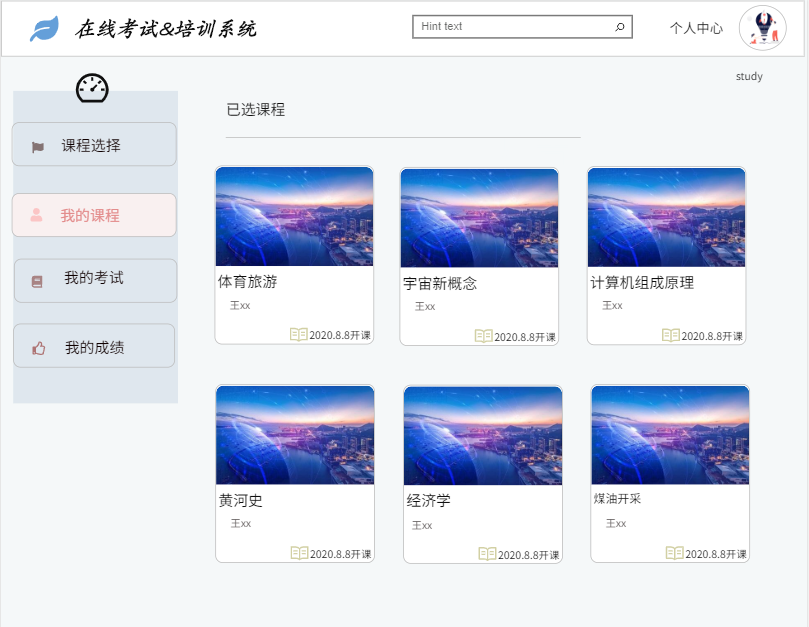 在线考试&培训系统
Hint text
个人中心
study
课程选择
我的课程
我的考试
我的成绩
已选课程
体育旅游
王xx
2020.8.8开课
宇宙新概念
王xx
2020.8.8开课
计算机组成原理
王xx
2020.8.8开课
黄河史
王xx
2020.8.8开课
经济学
王xx
2020.8.8开课
煤油开采
王xx
2020.8.8开课